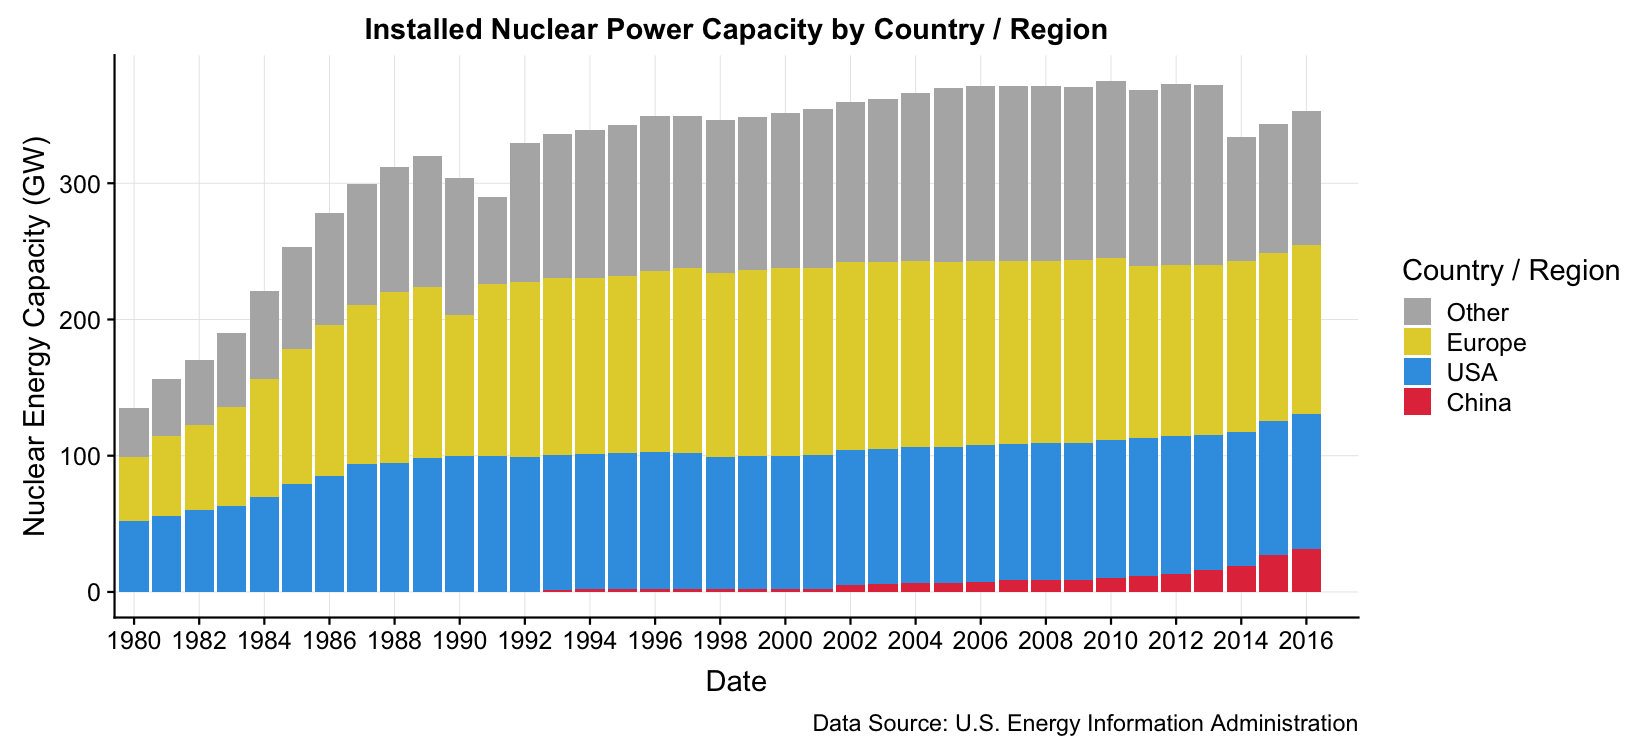 Installed Nuclear Power Capacity by Country / Region
Nuclear Energy Capacity (GW)
300
200
100
0
1980 1982 1984 1986 1988 1990 1992 1994 1996 1998 2000 2002 2004 2006 2008 2010 2012 2014 2016
Date
Country / Region
Other
Europe
USA
China
Data Source: U.S. Energy Information Administration